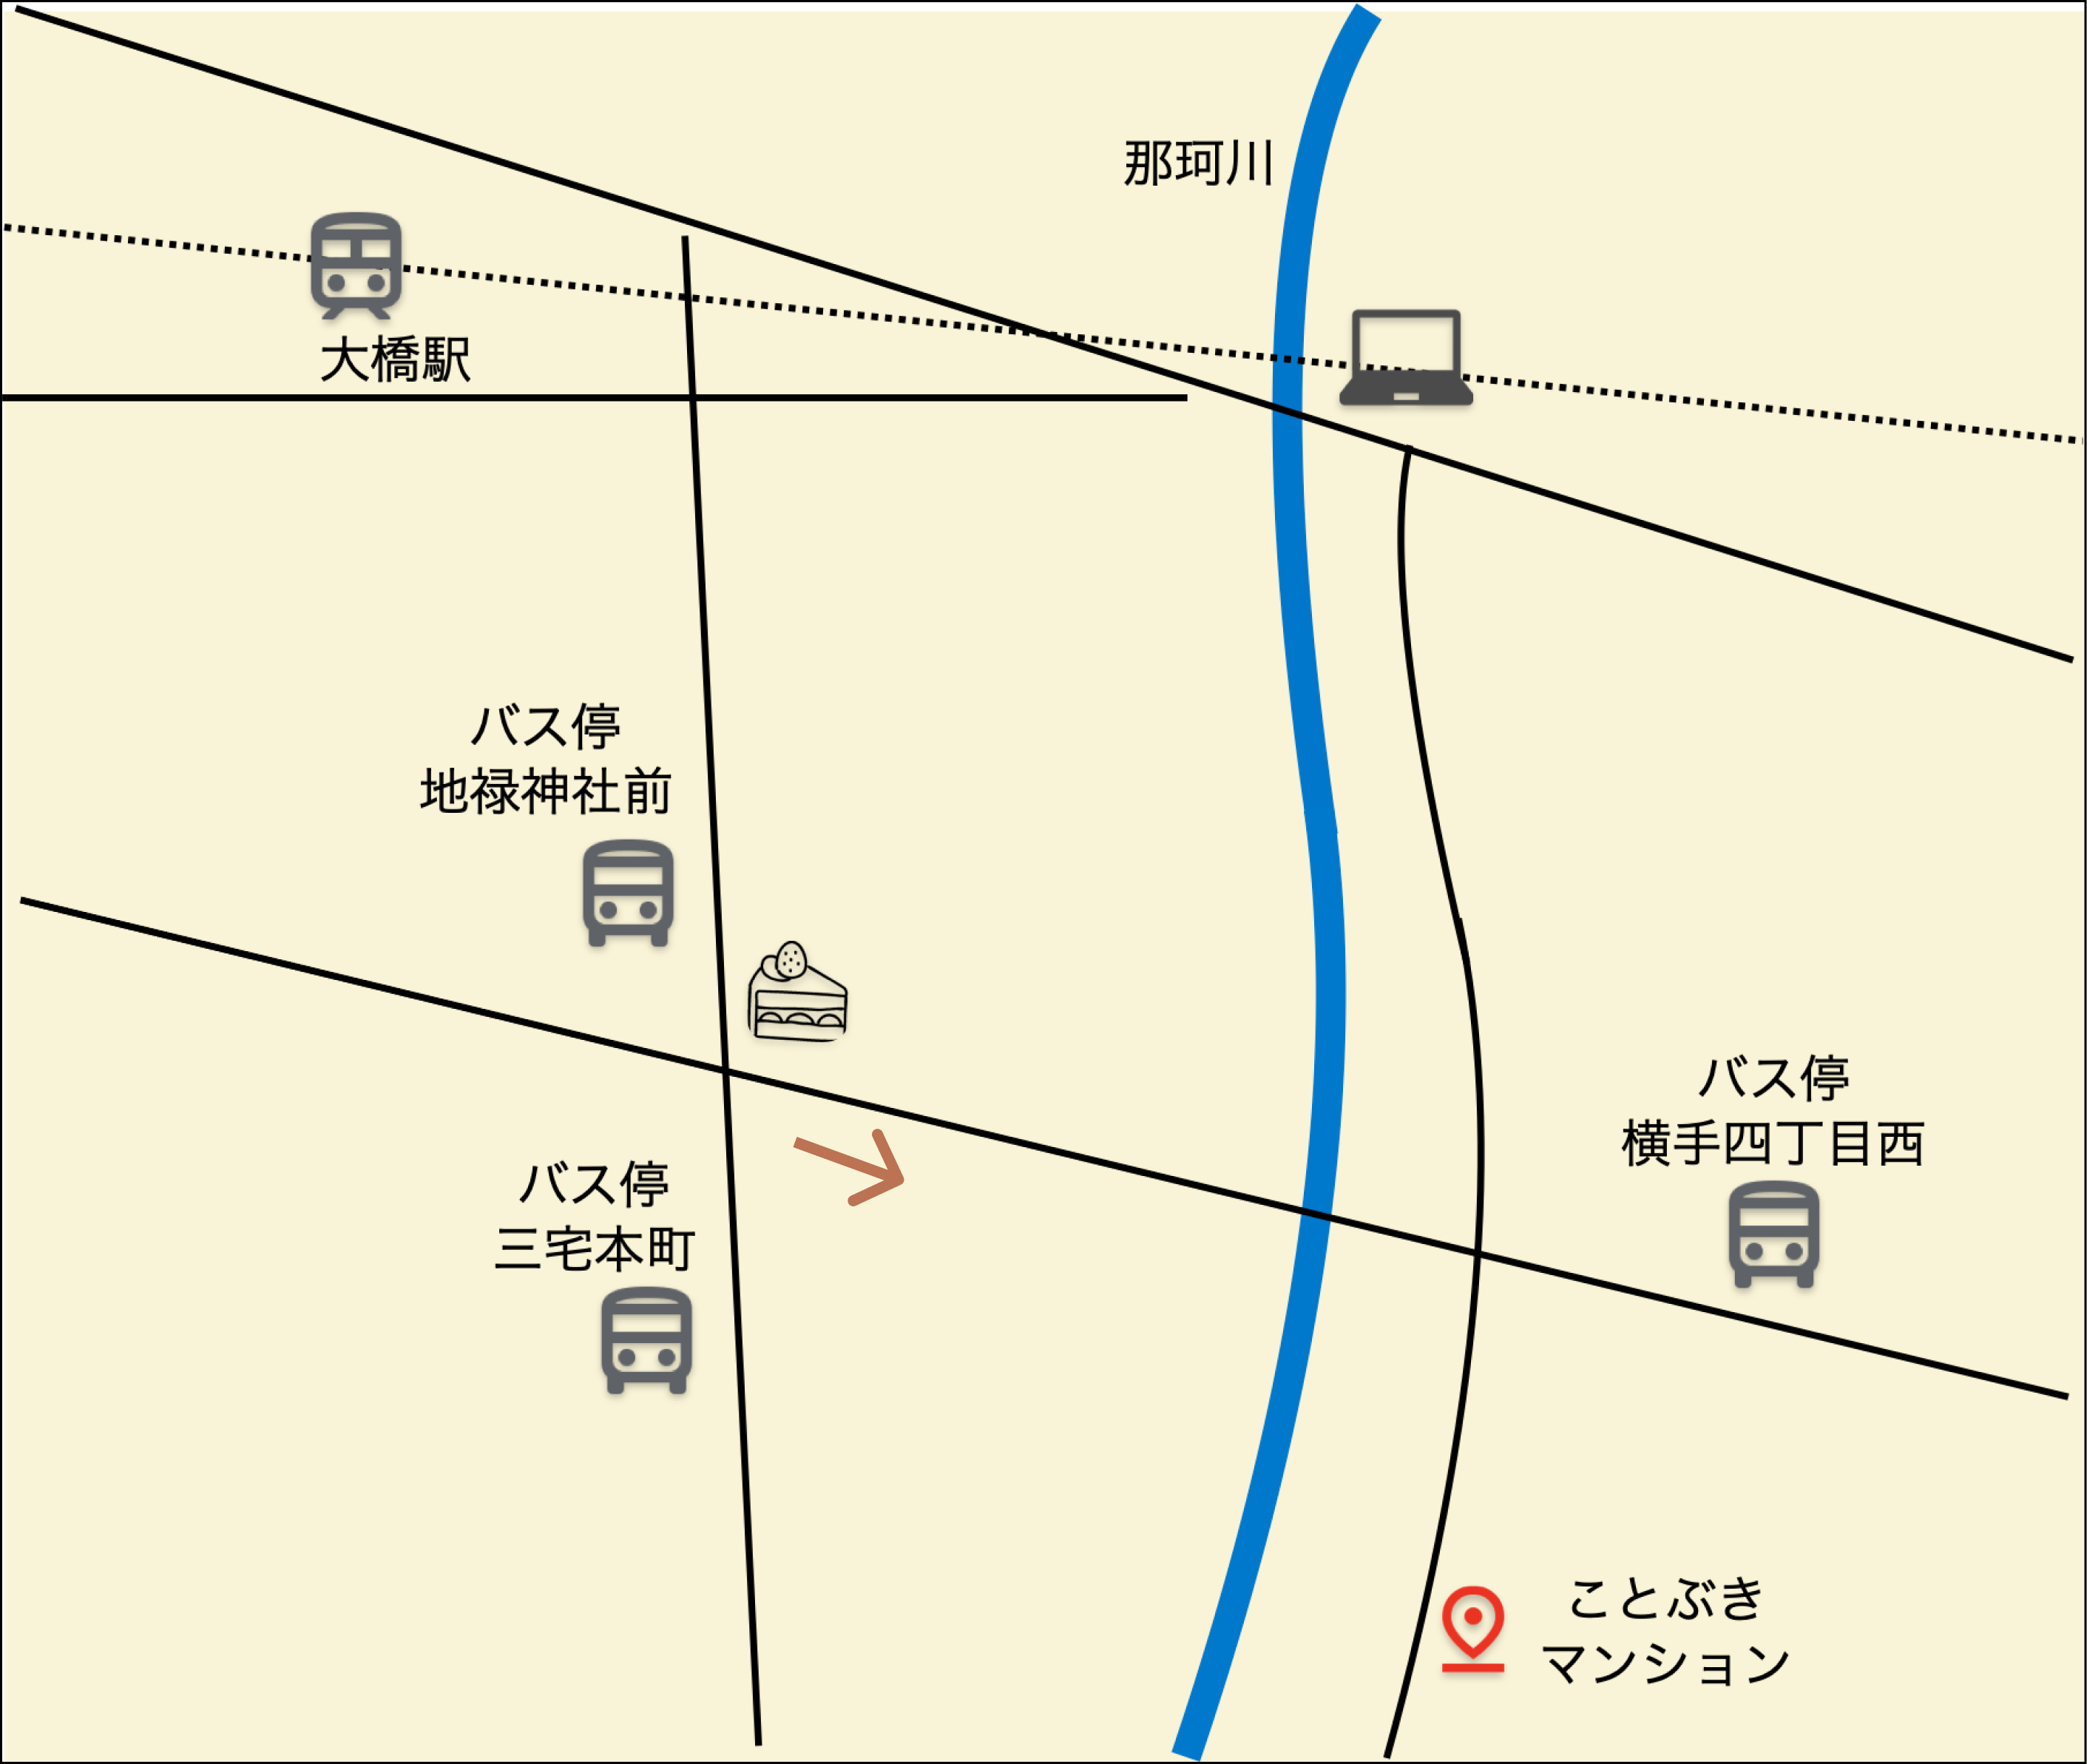 那珂川
大橋駅
バス停
地禄神社前
バス停
横手四丁目西
バス停
三宅本町
ことぶき
マンション